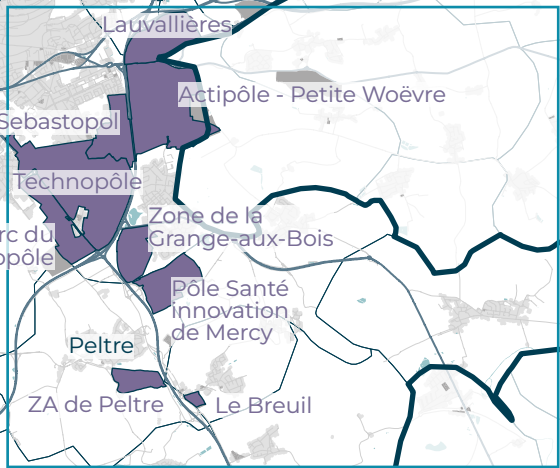 Lauvallières
Actipôle - Petite Woëvre
Sebastopol
Technopôle
Zone de la
Grange-aux-Bois
rc du
opôle
Pôle Santé
innovation
de Mercy
Peltre
ZA de Peltre
Le Breuil